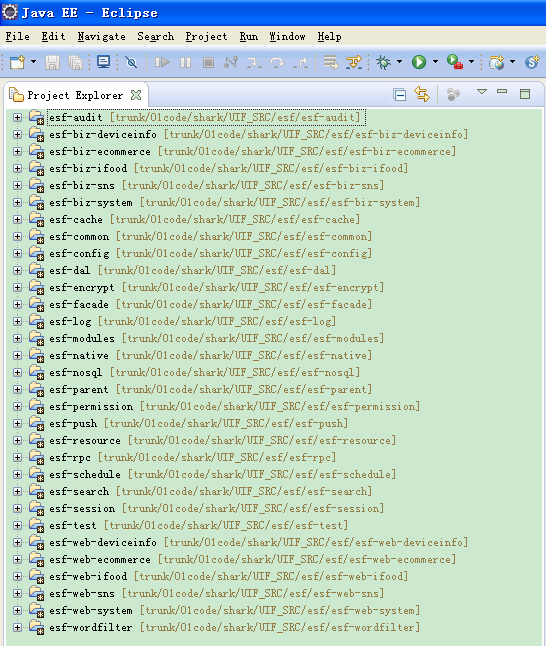 Java EE - Eclipse
File Edit Navigate Search Project Run Window Help
Project Explorer
esf-audit [trunk/01code/shark/UIF_SRC/esf/esf-audit]
esf-biz-deviceinfo [trunk/01code/shark/UIF_SRC/esf/esf-biz-deviceinfo]
esf-biz-ecommerce [trunk/01code/shark/UIF_SRC/esf/esf-biz-ecommerce]
esf-biz-ifood [trunk/01code/shark/UIF_SRC/esf/esf-biz-ifood]
esf-biz-sns [trunk/01code/shark/UIF_SRC/esf/esf-biz-sns]
esf-biz-system [trunk/01code/shark/UIF_SRC/esf/esf-biz-system]
esf-cache [trunk/01code/shark/UIF_SRC/esf/esf-cache]
esf-common [trunk/01code/shark/UIF_SRC/esf/esf-common]
esf-config [trunk/01code/shark/UIF_SRC/esf/esf-config]
esf-dal [trunk/01code/shark/UIF_SRC/esf/esf-dal]
esf-encrypt [trunk/01code/shark/UIF_SRC/esf/esf-encrypt]
esf-facade [trunk/01code/shark/UIF_SRC/esf/esf-facade]
esf-log [trunk/01code/shark/UIF_SRC/esf/esf-log]
esf-modules [trunk/01code/shark/UIF_SRC/esf/esf-modules]
esf-native [trunk/01code/shark/UIF_SRC/esf/esf-native]
esf-nosql [trunk/01code/shark/UIF_SRC/esf/esf-nosql]
esf-parent [trunk/01code/shark/UIF_SRC/esf/esf-parent]
esf-permission [trunk/01code/shark/UIF_SRC/esf/esf-permission]
esf-push [trunk/01code/shark/UIF_SRC/esf/esf-push]
esf-resource [trunk/01code/shark/UIF_SRC/esf/esf-resource]
esf-rpc [trunk/01code/shark/UIF_SRC/esf/esf-rpc]
esf-schedule [trunk/01code/shark/UIF_SRC/esf/esf-schedule]
esf-search [trunk/01code/shark/UIF_SRC/esf/esf-search]
esf-session [trunk/01code/shark/UIF_SRC/esf/esf-session]
esf-test [trunk/01code/shark/UIF_SRC/esf/esf-test]
esf-web-deviceinfo [trunk/01code/shark/UIF_SRC/esf/esf-web-deviceinfo]
esf-web-ecommerce [trunk/01code/shark/UIF_SRC/esf/esf-web-ecommerce]
esf-web-ifood [trunk/01code/shark/UIF_SRC/esf/esf-web-ifood]
esf-web-sns [trunk/01code/shark/UIF_SRC/esf/esf-web-sns]
esf-web-system [trunk/01code/shark/UIF_SRC/esf/esf-web-system]
esf-wordfilter [trunk/01code/shark/UIF_SRC/esf/esf-wordfilter]